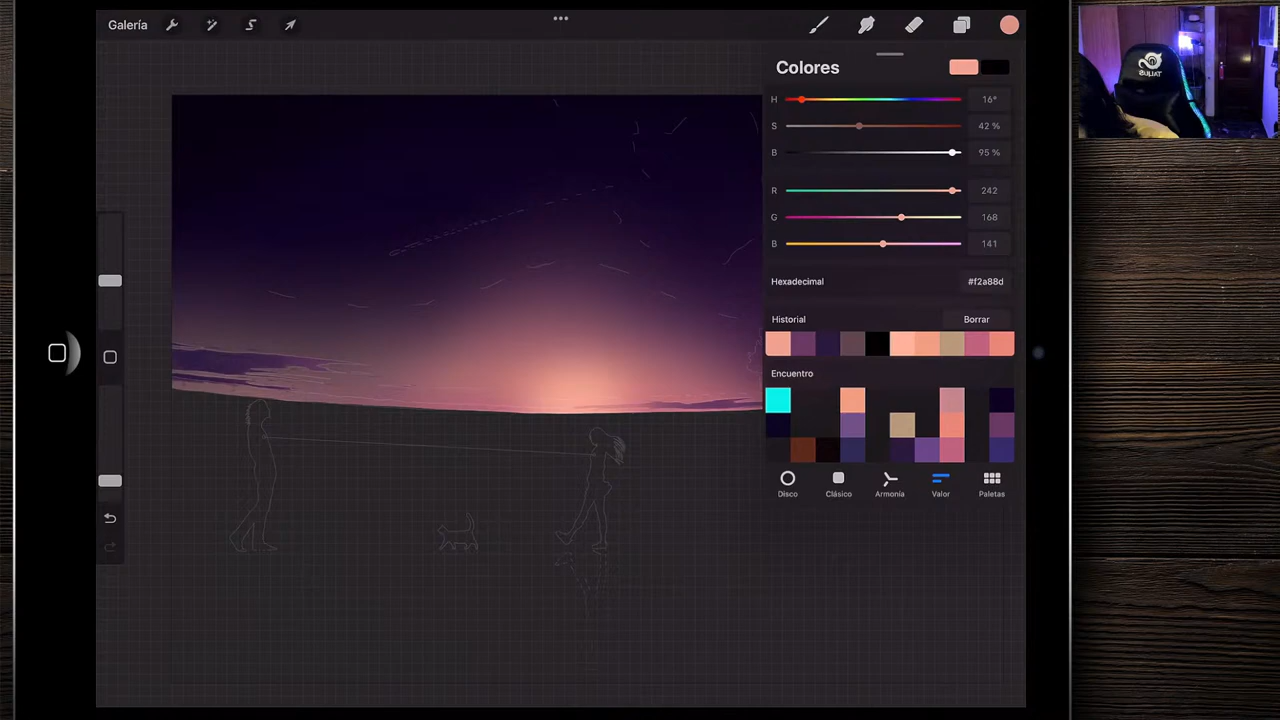 Galería
Colores
H 16°
S 42 %
B 95 %
R 242
G 168
B 141
Hexadecimal #f2a88d
Historial Borrar
Encuentro
Disco Clásico Armonía Valor Paletas